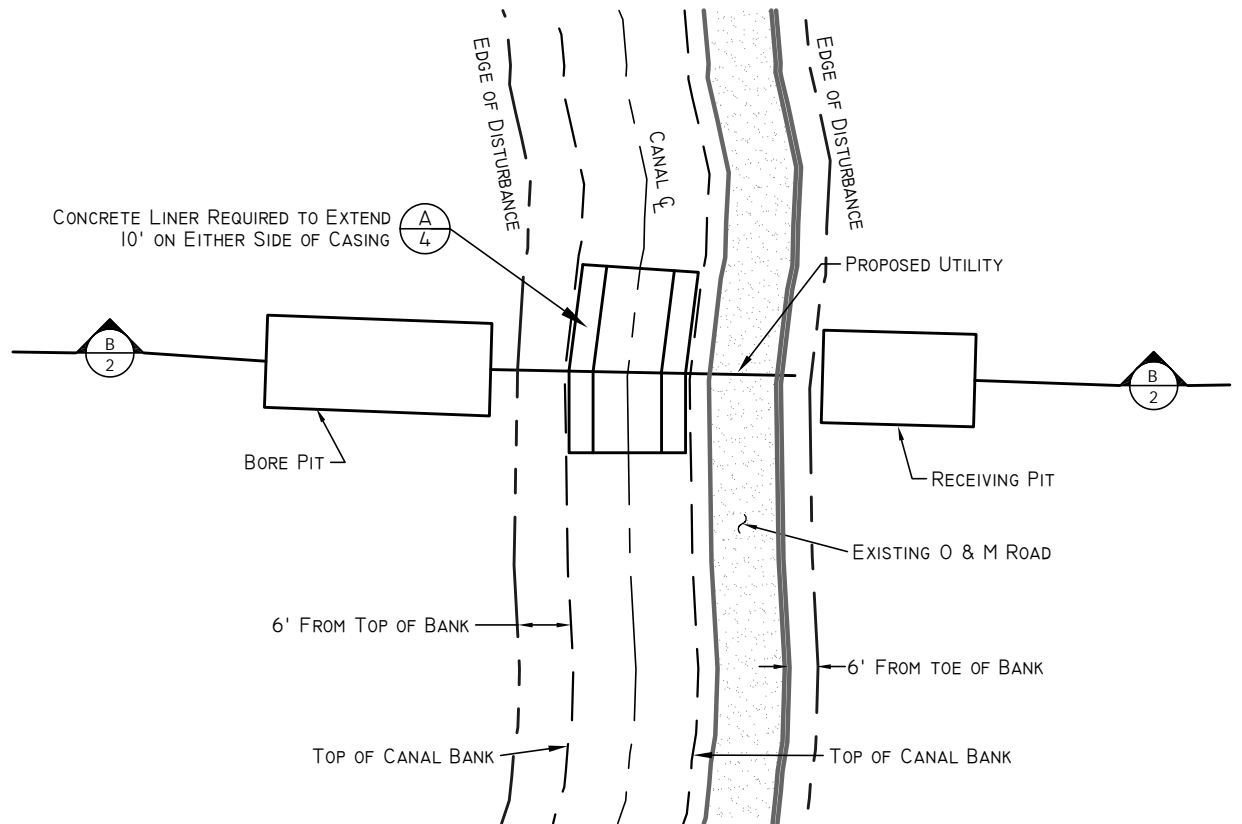 Edge of Disturbance
Edge of Disturbance
Canal ℄
Concrete Liner Required to Extend
10' on Either Side of Casing
A
4
Proposed Utility
B
2
B
2
Bore Pit
Receiving Pit
Existing O & M Road
6' From Top of Bank
6' From toe of Bank
Top of Canal Bank
Top of Canal Bank